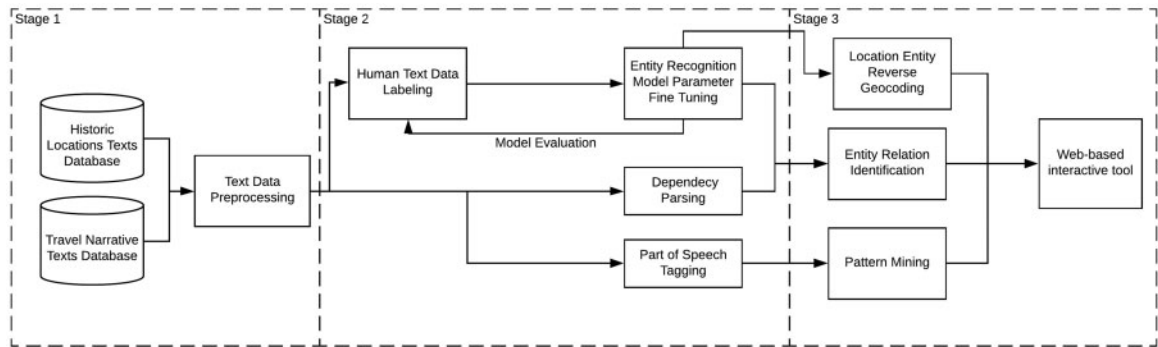 Stage 1
Historic
Locations Texts
Database
Travel Narrative
Texts Database
Text Data
Preprocessing
Stage 2
Human Text Data
Labeling
Entity Recognition
Model Parameter
Fine Tuning
Model Evaluation
Dependecy
Parsing
Part of Speech
Tagging
Stage 3
Location Entity
Reverse
Geocoding
Entity Relation
Identification
Pattern Mining
Web-based
interactive tool